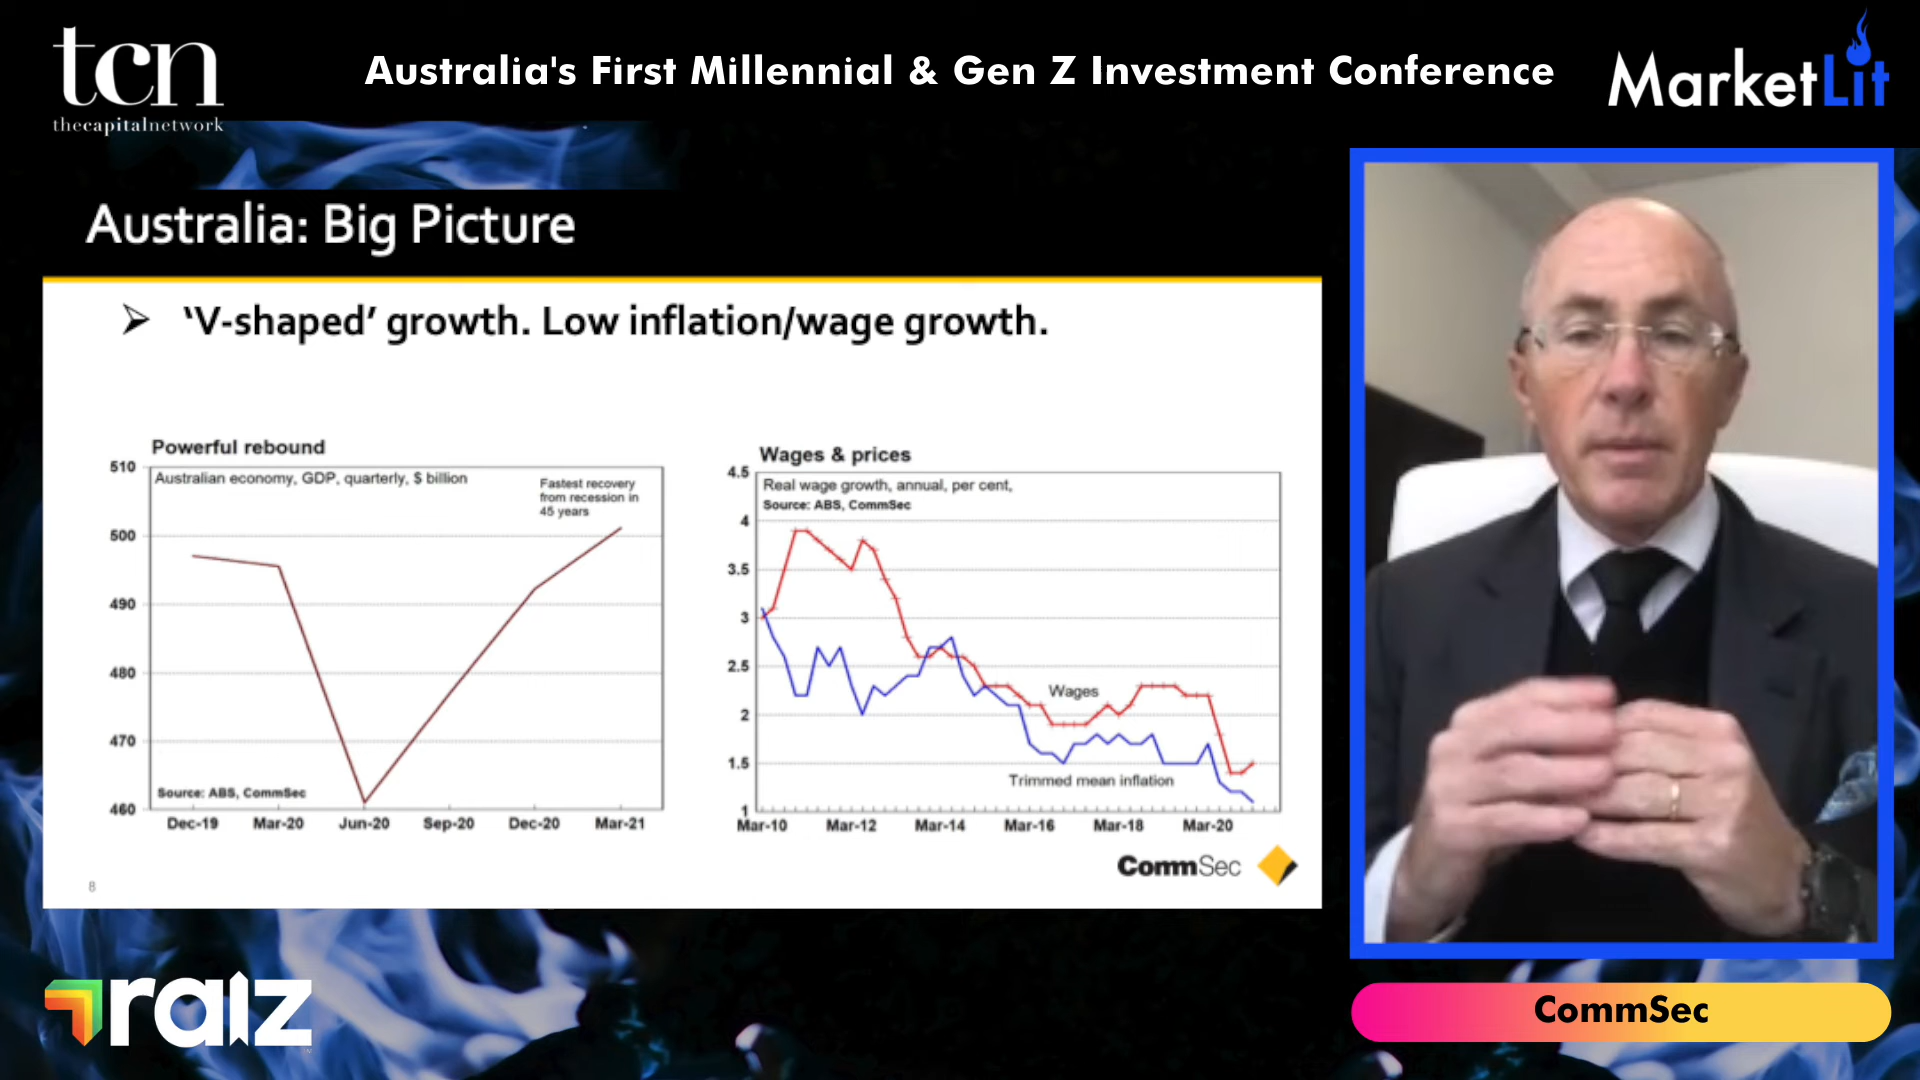 tcn
thecapitalnetwork
Australia's First Millennial & Gen Z Investment Conference
MarketLit
Australia: Big Picture
➢ ‘V-shaped’ growth. Low inflation/wage growth.
Powerful rebound
510
Australian economy, GDP, quarterly, $ billion
Fastest recovery
from recession in
45 years
500
490
480
470
460
Source: ABS, CommSec
Dec-19 Mar-20 Jun-20 Sep-20 Dec-20 Mar-21
Wages & prices
4.5
Real wage growth, annual, per cent,
Source: ABS, CommSec
4
3.5
3
2.5
2
1.5
1
Wages
Trimmed mean inflation
Mar-10 Mar-12 Mar-14 Mar-16 Mar-18 Mar-20
CommSec
8
raiz
CommSec